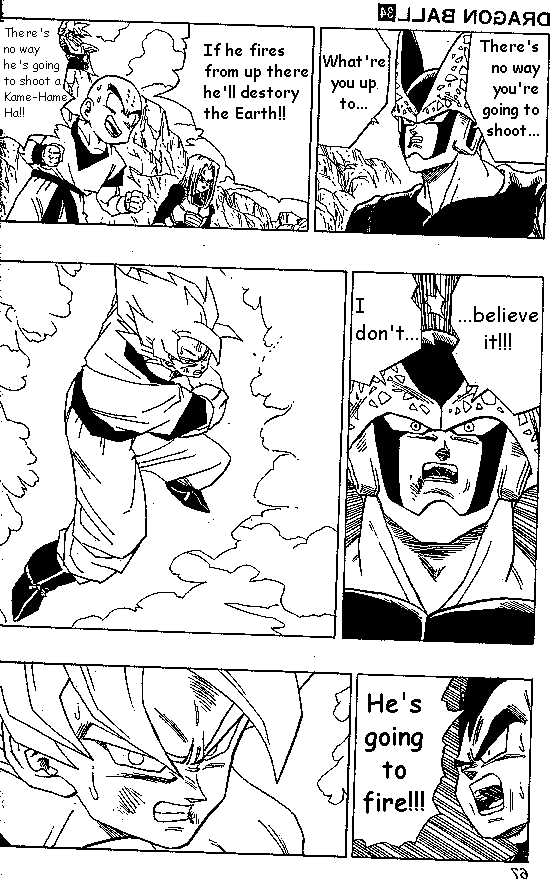 DRAGON BALL 34
There's
no way
he's going
to shoot a
Kame-Hame-
Ha!!
If he fires
from up there
he'll destory
the Earth!!
What're
you up
to...
There's
no way
you're
going to
shoot...
I
don't...
...believe
it!!!
He's
going
to
fire!!!
67